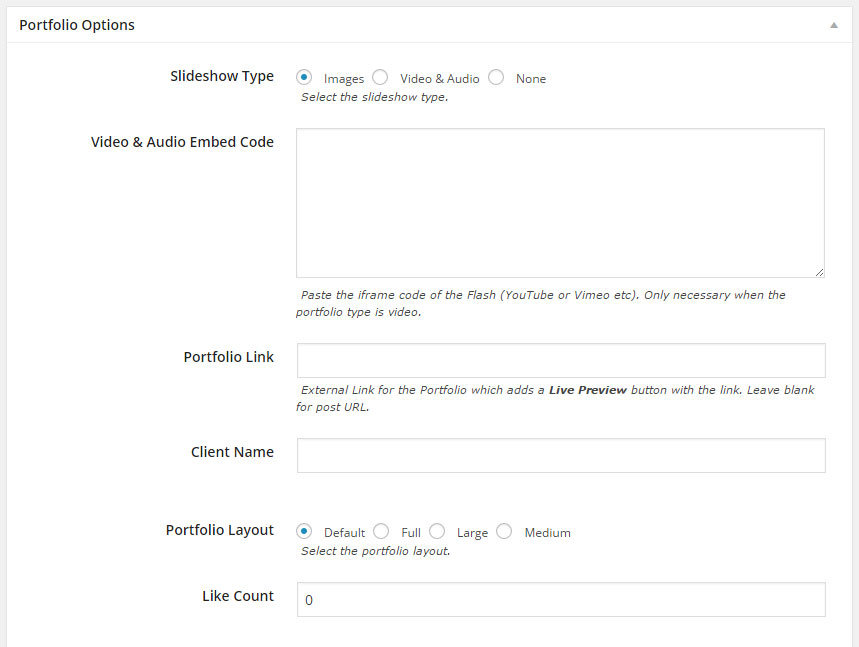 Portfolio Options
Slideshow Type Images Video & Audio None
Select the slideshow type.
Video & Audio Embed Code
Paste the iframe code of the Flash (YouTube or Vimeo etc). Only necessary when the
portfolio type is video.
Portfolio Link
External Link for the Portfolio which adds a Live Preview button with the link. Leave blank
for post URL.
Client Name
Portfolio Layout Default Full Large Medium
Select the portfolio layout.
Like Count 0